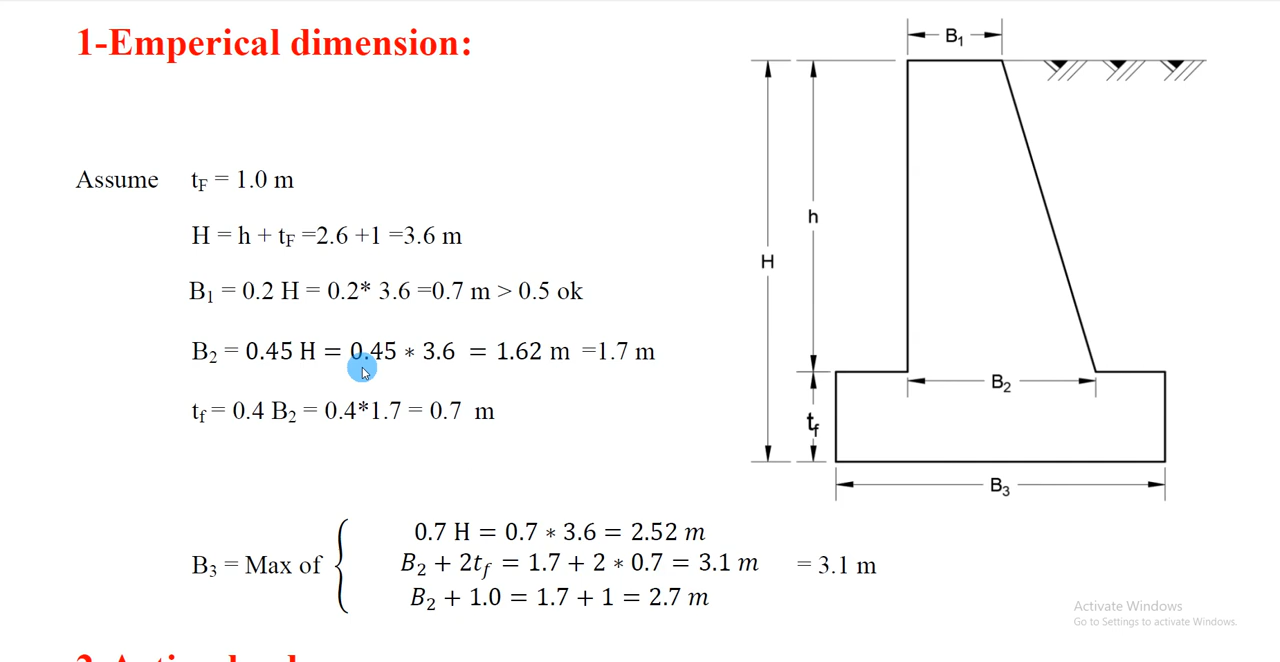 1-Emperical dimension:
Assume tF = 1.0 m
H = h + tF =2.6 +1 =3.6 m
B1 = 0.2 H = 0.2* 3.6 =0.7 m > 0.5 ok
B2 = 0.45 H = 0.45 ∗ 3.6 = 1.62 m =1.7 m
tf = 0.4 B2 = 0.4*1.7 = 0.7 m
B3 = Max of
0.7 H = 0.7 ∗ 3.6 = 2.52 m
B2 + 2tf = 1.7 + 2 ∗ 0.7 = 3.1 m
B2 + 1.0 = 1.7 + 1 = 2.7 m
= 3.1 m
B1
h
H
B2
tf
B3
Activate Windows
Go to Settings to activate Windows.